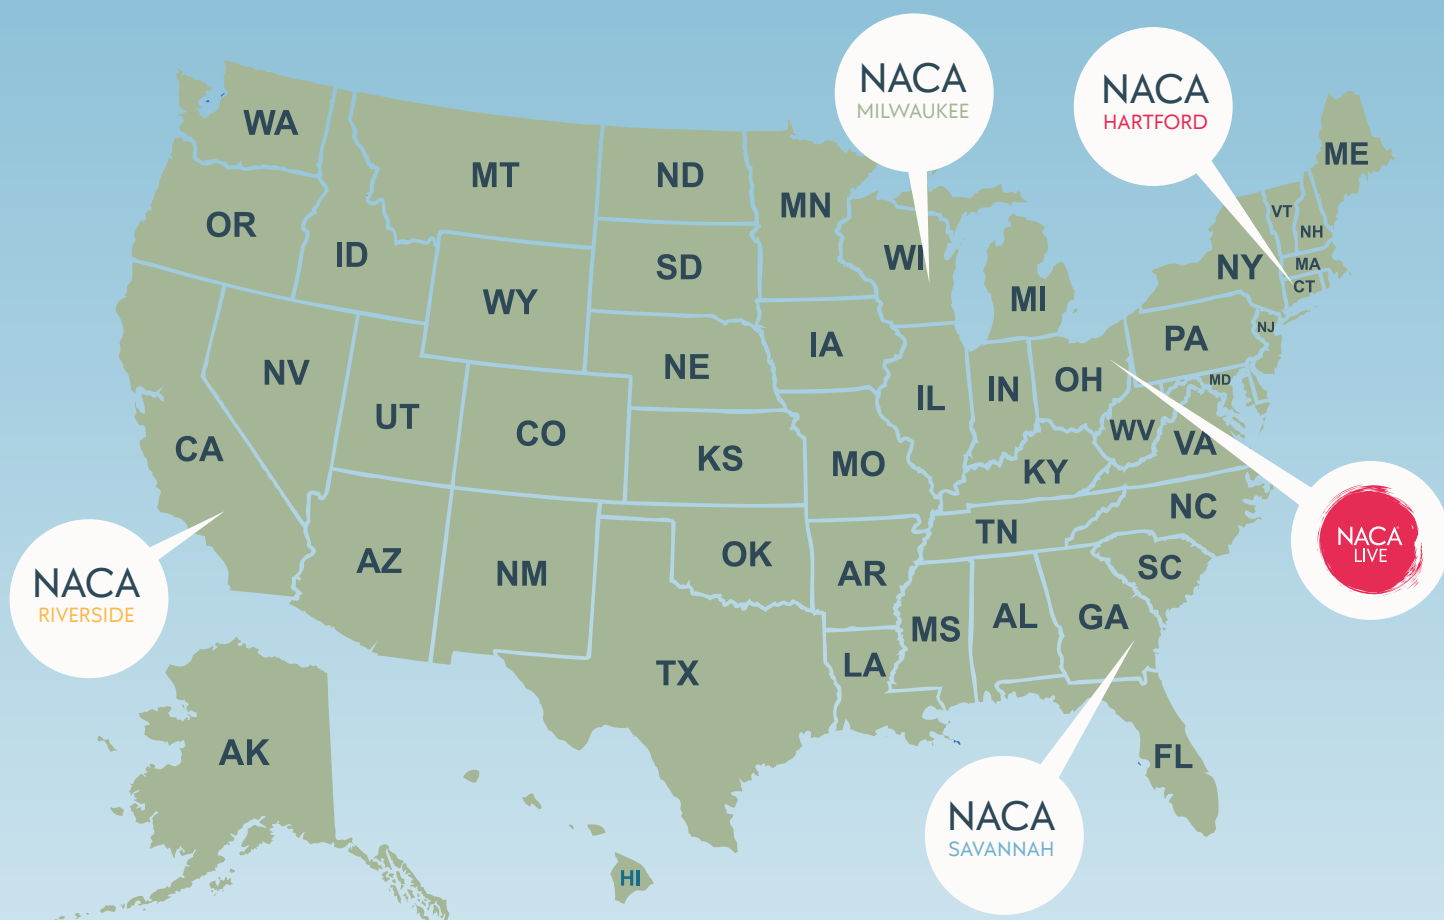 NACA
MILWAUKEE
NACA
HARTFORD
WA
MT
ND
MN
ME
OR
ID
SD
WI
MI
NY
VT
NH
MA
CT
WY
NE
IA
PA
NJ
NV
UT
CO
IL
IN
OH
MD
CA
KS
MO
KY
WV
VA
NACA
RIVERSIDE
AZ
NM
OK
AR
TN
NC
SC
NACA
LIVE
TX
LA
MS
AL
GA
AK
FL
HI
NACA
SAVANNAH